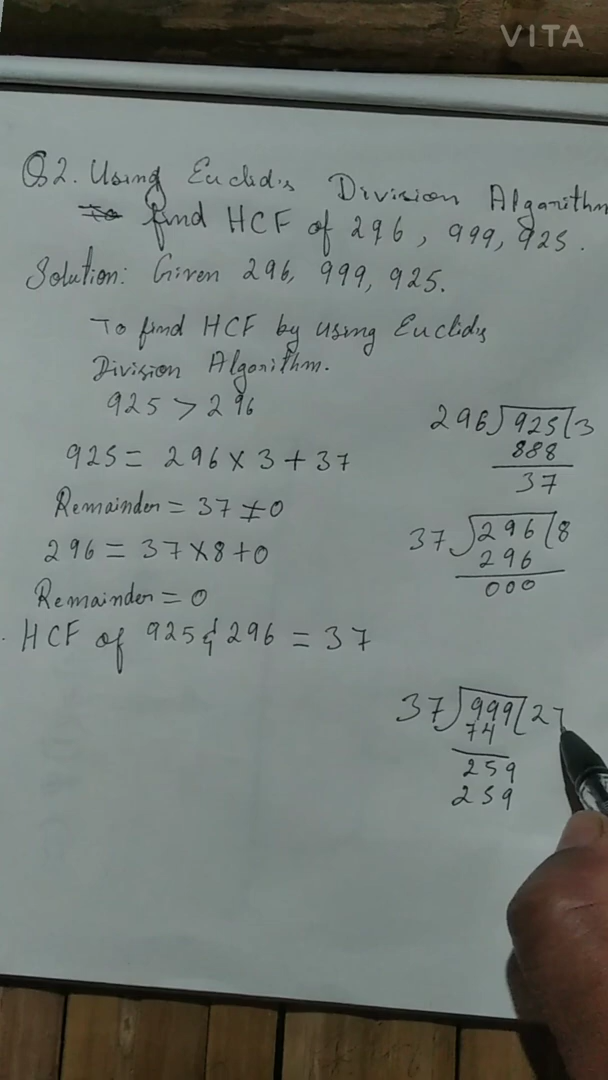 VITA
Q2. Using Euclid's Division Algorithm
find HCF of 296, 999, 925.
Solution: Given 296, 999, 925.
To find HCF by using Euclid's
Division Algorithm.
925 > 296
925 = 296 × 3 + 37
Remainder = 37 ≠ 0
296 = 37 × 8 + 0
Remainder = 0
HCF of 925 & 296 = 37
296) 925 (3
888
37
37) 296 (8
296
000
37) 999 (27
74
259
259